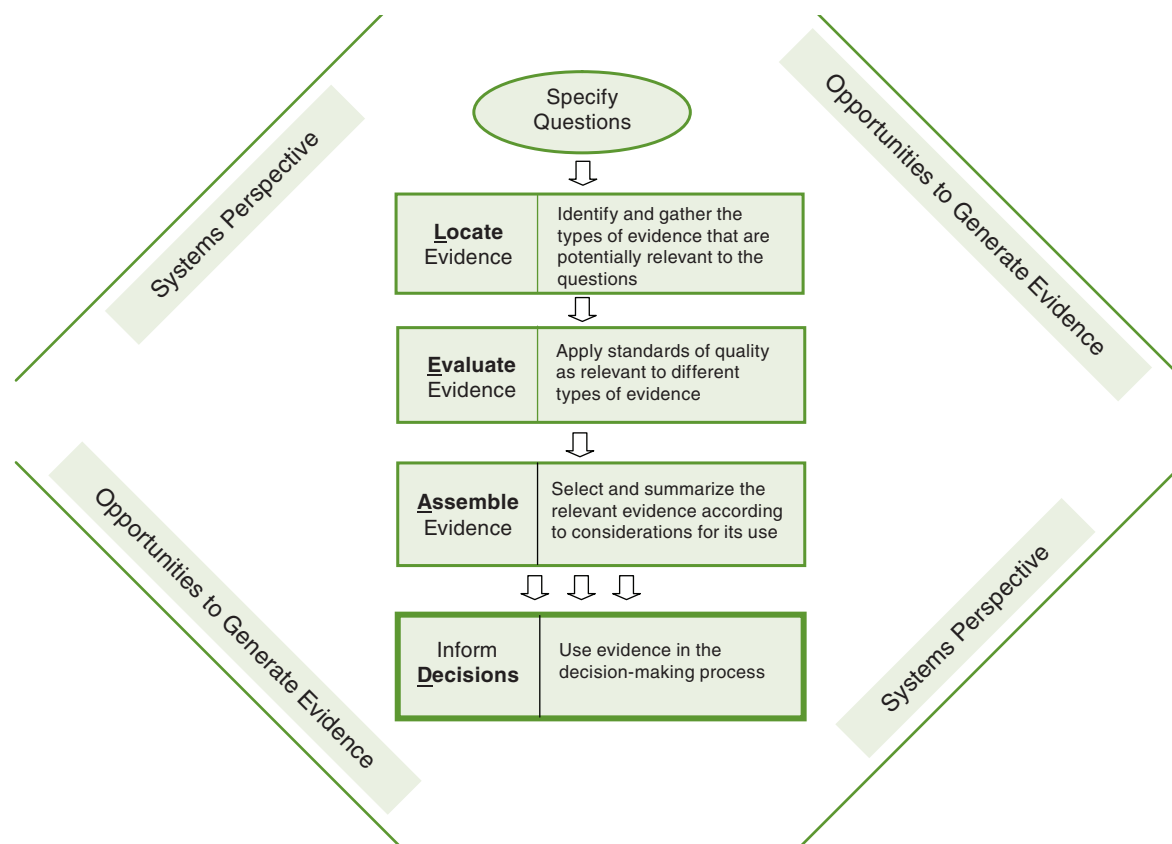 Systems Perspective
Opportunities to Generate Evidence
Specify
Questions
Locate
Evidence
Identify and gather the
types of evidence that are
potentially relevant to the
questions
Evaluate
Evidence
Apply standards of quality
as relevant to different
types of evidence
Assemble
Evidence
Select and summarize the
relevant evidence according
to considerations for its use
Inform
Decisions
Use evidence in the
decision-making process
Opportunities to Generate Evidence
Systems Perspective